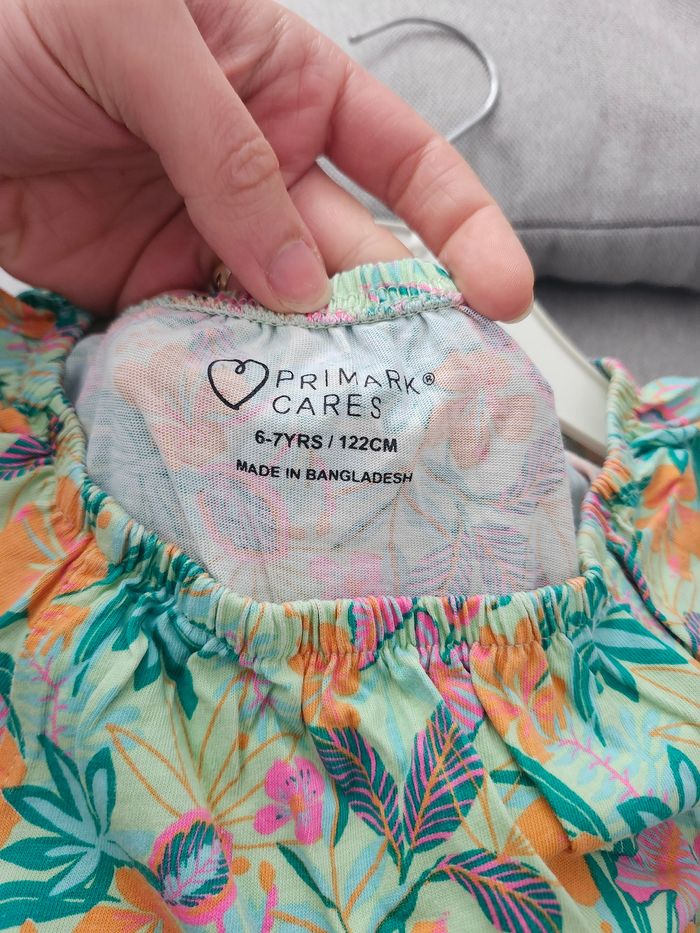 PRIMARK®
CARES
6-7YRS / 122CM
MADE IN BANGLADESH